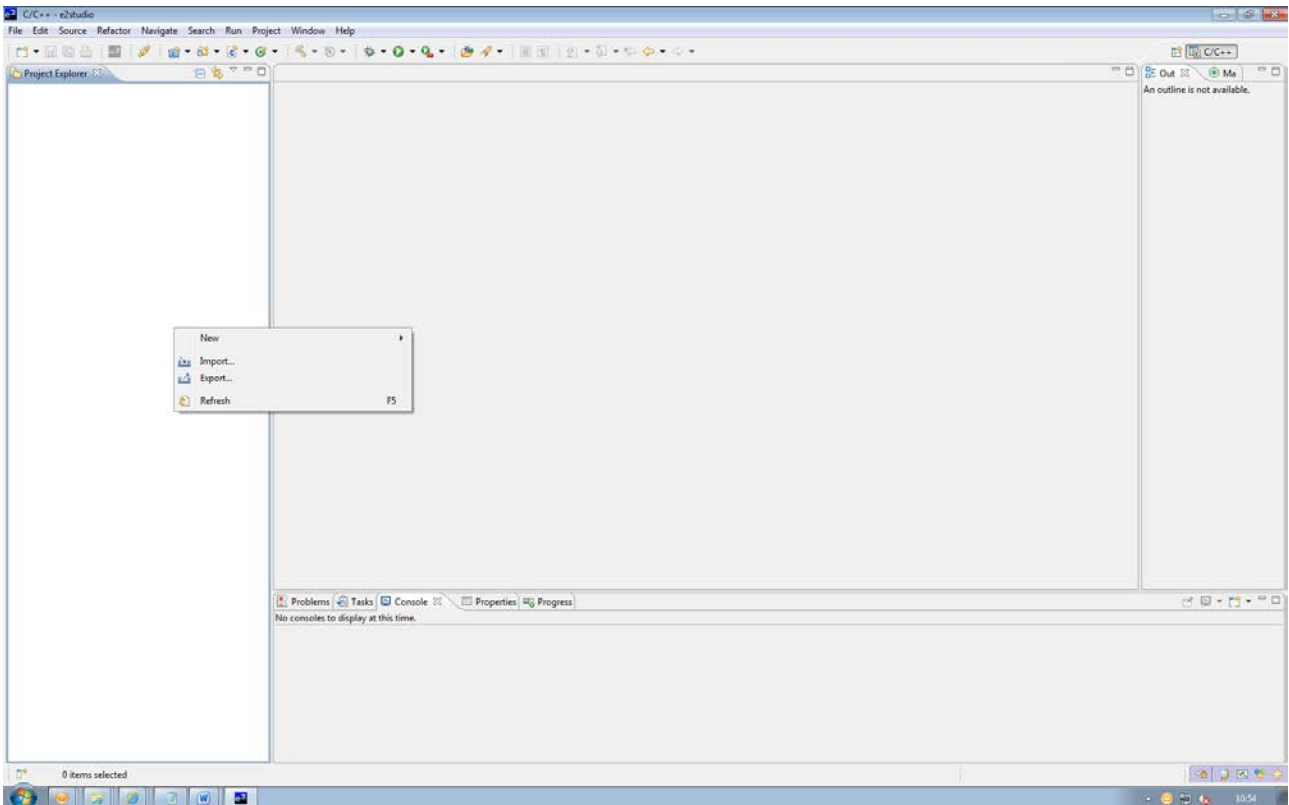 C/C++ - e2studio
File Edit Source Refactor Navigate Search Run Project Window Help
C/C++
Project Explorer
Out Ma
An outline is not available.
New
Import...
Export...
Refresh F5
Problems Tasks Console Properties Progress
No consoles to display at this time.
0 items selected
10:54